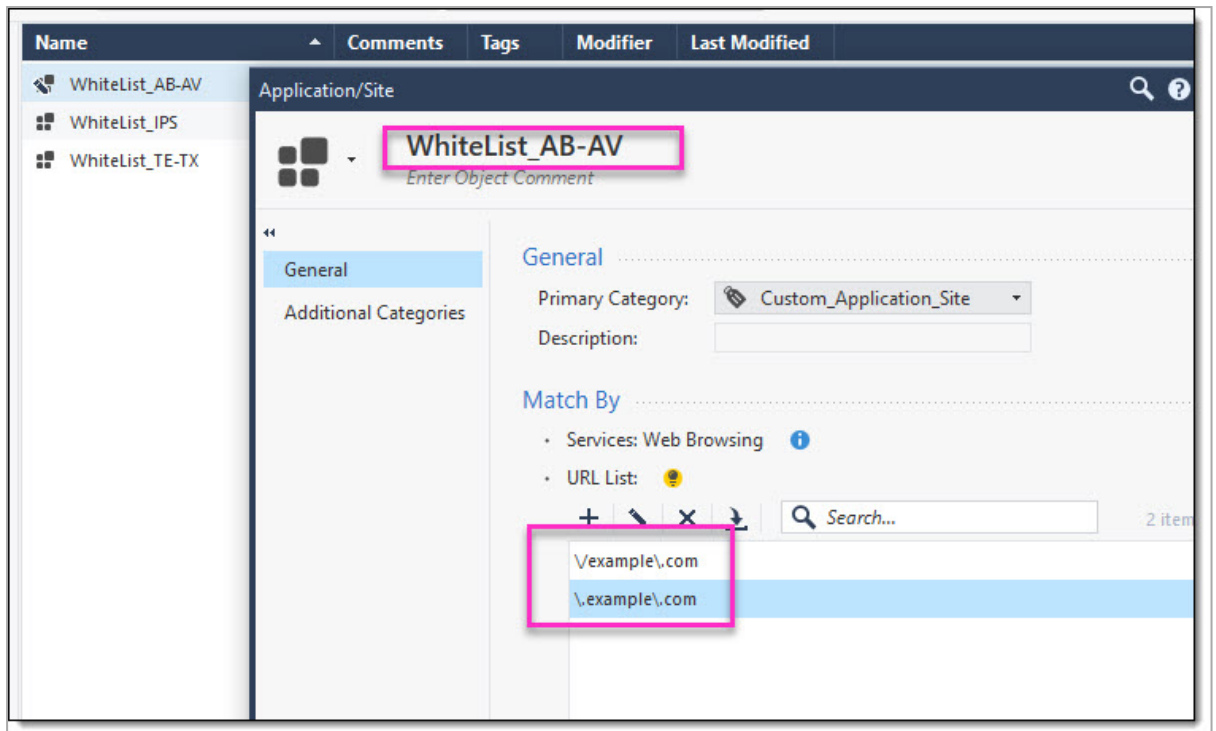 Name Comments Tags Modifier Last Modified
WhiteList_AB-AV
WhiteList_IPS
WhiteList_TE-TX
Application/Site
WhiteList_AB-AV
Enter Object Comment
General
Additional Categories
General
Primary Category: Custom_Application_Site
Description:
Match By
• Services: Web Browsing
• URL List:
Search...
2 item
\/example\.com
\.example\.com